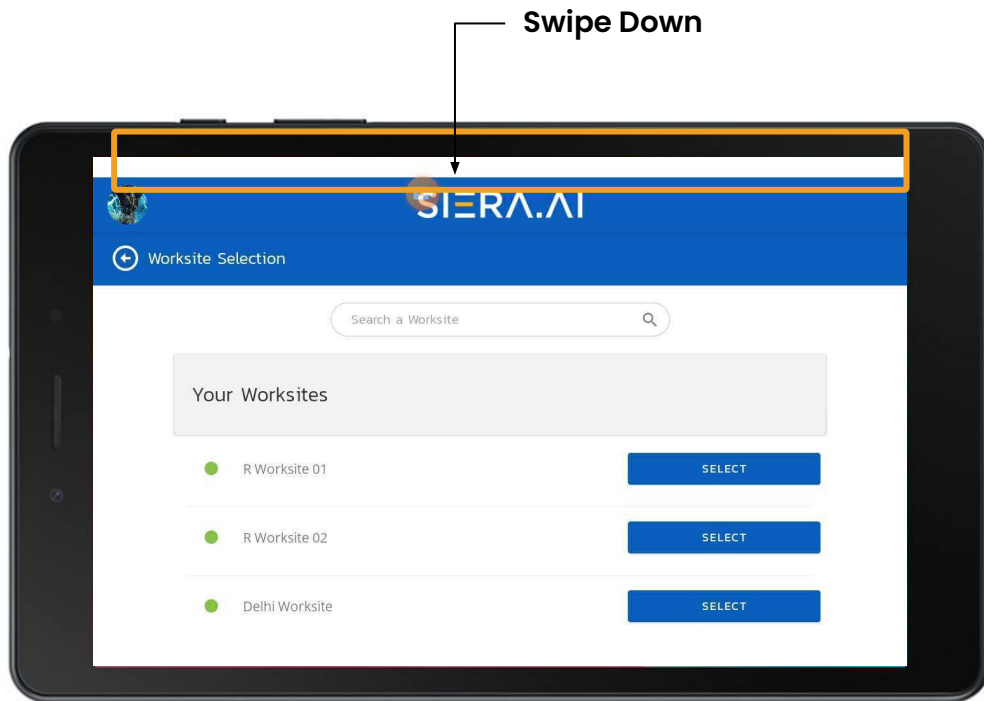 Swipe Down
SIERA.AI
Worksite Selection
Search a Worksite
Your Worksites
R Worksite 01
SELECT
R Worksite 02
SELECT
Delhi Worksite
SELECT